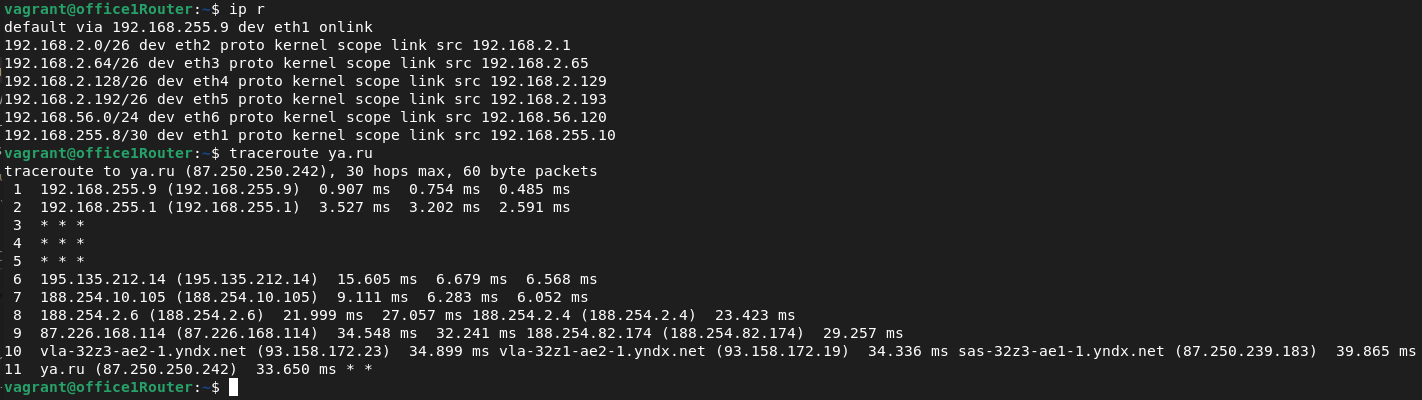 vagrant@office1Router:~$ ip r
default via 192.168.255.9 dev eth1 onlink
192.168.2.0/26 dev eth2 proto kernel scope link src 192.168.2.1
192.168.2.64/26 dev eth3 proto kernel scope link src 192.168.2.65
192.168.2.128/26 dev eth4 proto kernel scope link src 192.168.2.129
192.168.2.192/26 dev eth5 proto kernel scope link src 192.168.2.193
192.168.56.0/24 dev eth6 proto kernel scope link src 192.168.56.120
192.168.255.8/30 dev eth1 proto kernel scope link src 192.168.255.10
vagrant@office1Router:~$ traceroute ya.ru
traceroute to ya.ru (87.250.250.242), 30 hops max, 60 byte packets
 1  192.168.255.9 (192.168.255.9)  0.907 ms  0.754 ms  0.485 ms
 2  192.168.255.1 (192.168.255.1)  3.527 ms  3.202 ms  2.591 ms
 3  * * *
 4  * * *
 5  * * *
 6  195.135.212.14 (195.135.212.14)  15.605 ms  6.679 ms  6.568 ms
 7  188.254.10.105 (188.254.10.105)  9.111 ms  6.283 ms  6.052 ms
 8  188.254.2.6 (188.254.2.6)  21.999 ms  27.057 ms 188.254.2.4 (188.254.2.4)  23.423 ms
 9  87.226.168.114 (87.226.168.114)  34.548 ms  32.241 ms 188.254.82.174 (188.254.82.174)  29.257 ms
10  vla-32z3-ae2-1.yndx.net (93.158.172.23)  34.899 ms vla-32z1-ae2-1.yndx.net (93.158.172.19)  34.336 ms sas-32z3-ae1-1.yndx.net (87.250.239.183)  39.865 ms
11  ya.ru (87.250.250.242)  33.650 ms * *
vagrant@office1Router:~$